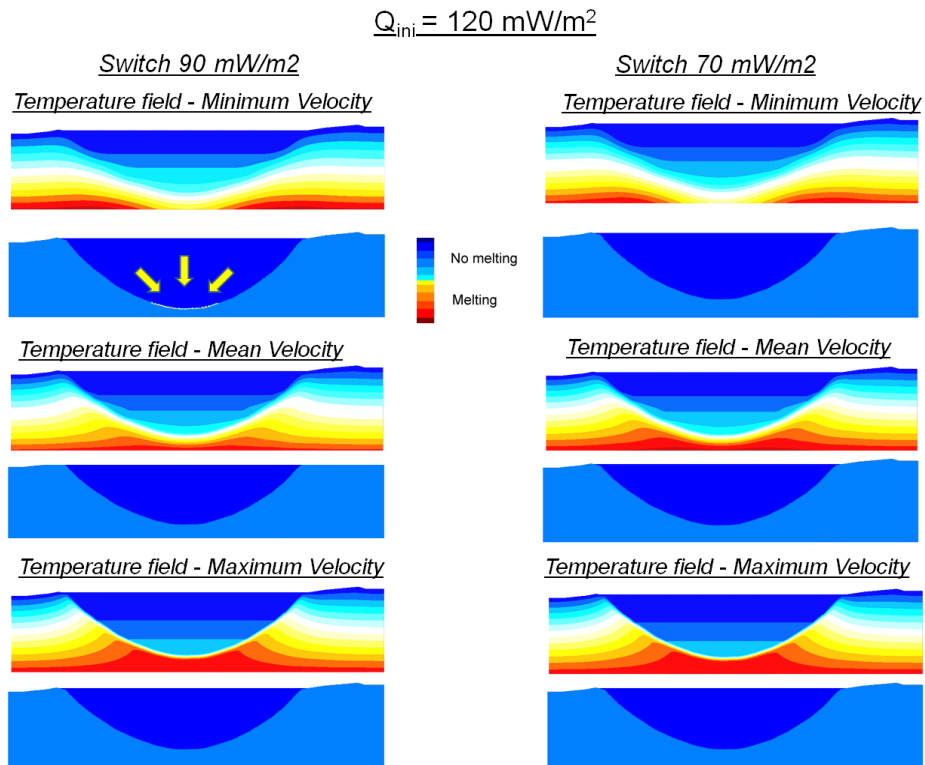 Q_ini = 120 mW/m²
Switch 90 mW/m2
Switch 70 mW/m2
Temperature field - Minimum Velocity
Temperature field - Minimum Velocity
No melting
Melting
Temperature field - Mean Velocity
Temperature field - Mean Velocity
Temperature field - Maximum Velocity
Temperature field - Maximum Velocity